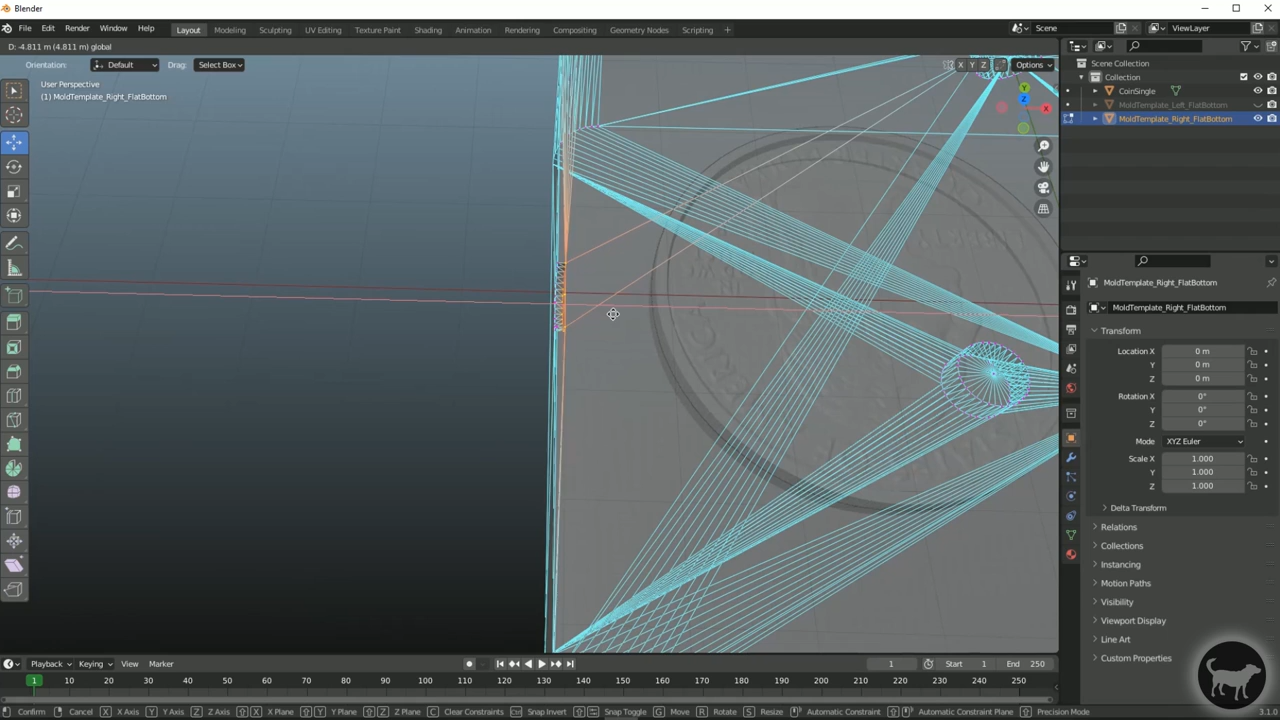 Blender
File Edit Render Window Help Layout Modeling Sculpting UV Editing Texture Paint Shading Animation Rendering Compositing Geometry Nodes Scripting + Scene ViewLayer
D: -4.811 m (4.811 m) global
Orientation: Default Drag: Select Box X Y Z Options
User Perspective
(1) MoldTemplate_Right_FlatBottom
Scene Collection
Collection
CoinSingle
MoldTemplate_Left_FlatBottom
MoldTemplate_Right_FlatBottom
Y
Z
X
MoldTemplate_Right_FlatBottom
MoldTemplate_Right_FlatBottom
Transform
Location X 0 m
Y 0 m
Z 0 m
Rotation X 0°
Y 0°
Z 0°
Mode XYZ Euler
Scale X 1.000
Y 1.000
Z 1.000
Delta Transform
Relations
Collections
Instancing
Motion Paths
Visibility
Viewport Display
Line Art
Custom Properties
Playback Keying View Marker 1 Start 1 End 250
1 10 20 30 40 50 60 70 80 90 100 110 120 130 140 150 160 170 180 190 200 210 220 230 240 250
Confirm Cancel X X Axis Y Y Axis Z Z Axis X X Plane Y Y Plane Z Z Plane C Clear Constraints Snap Invert Snap Toggle G Move R Rotate S Resize Automatic Constraint Automatic Constraint Plane Precision Mode 3.1.0